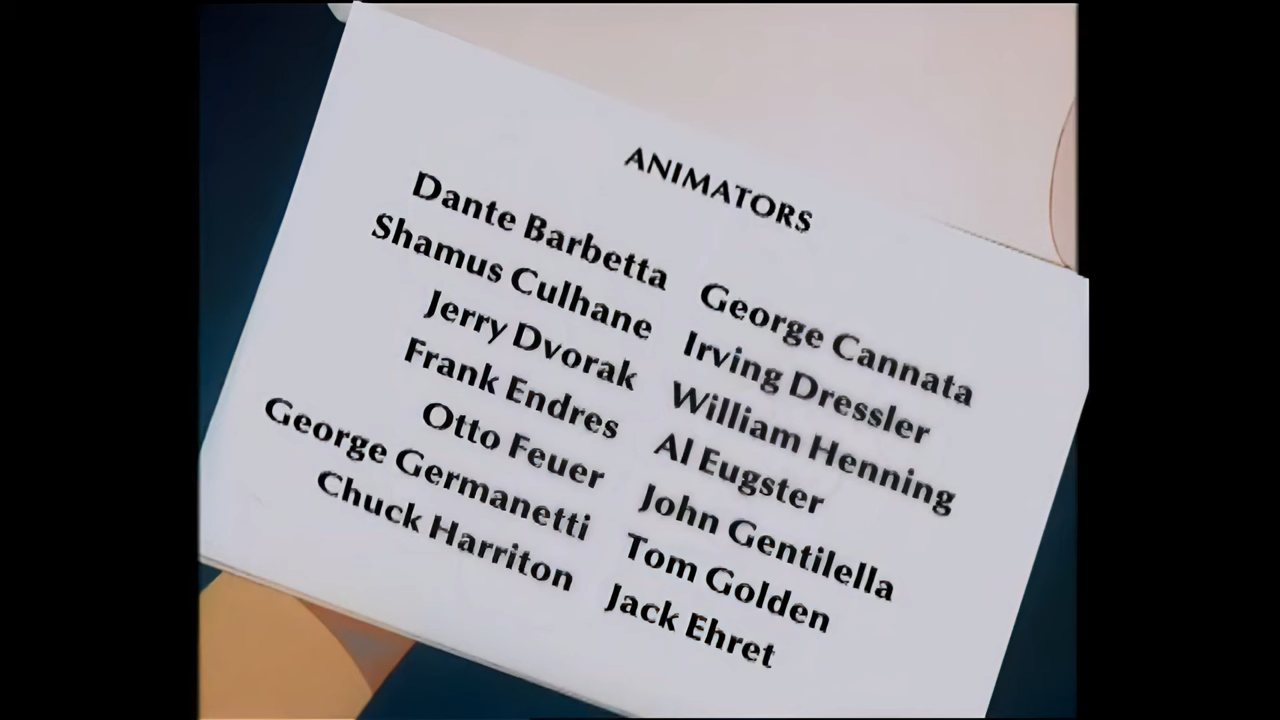 ANIMATORS
Dante Barbetta George Cannata
Shamus Culhane Irving Dressler
Jerry Dvorak William Henning
Frank Endres Al Eugster
Otto Feuer John Gentilella
George Germanetti Tom Golden
Chuck Harriton Jack Ehret